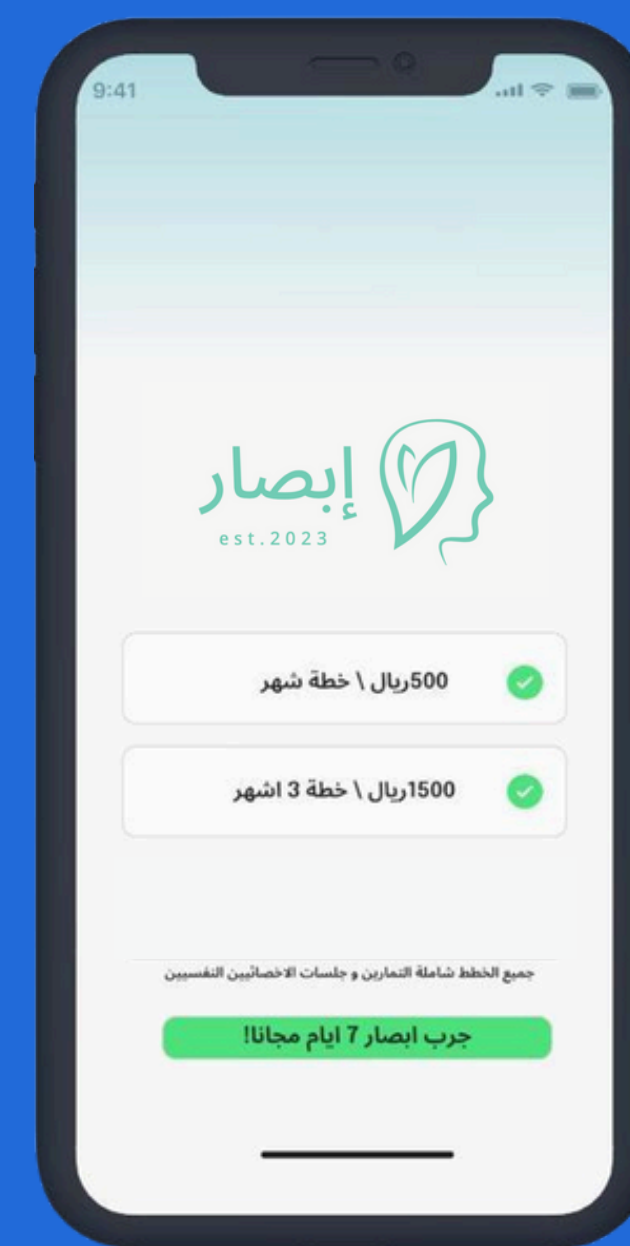 9:41
إبصار
est.2023
500ريال \ خطة شهر
1500ريال \ خطة 3 اشهر
جميع الخطط شاملة التمارين و جلسات الاخصائيين النفسيين
جرب ابصار 7 ايام مجانا!